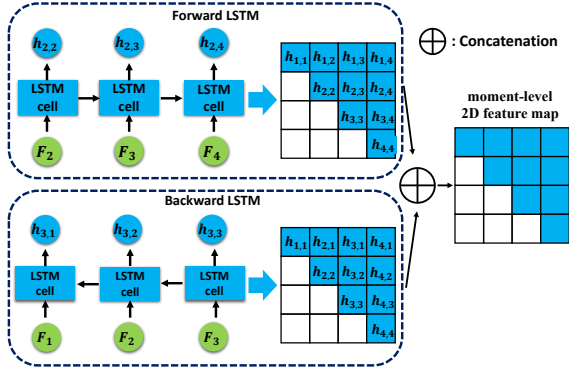 Forward LSTM
h2,2 h2,3 h2,4
LSTM cell LSTM cell LSTM cell
F2 F3 F4
h1,1 h1,2 h1,3 h1,4
h2,2 h2,3 h2,4
h3,3 h3,4
h4,4
: Concatenation
moment-level
2D feature map
Backward LSTM
h3,1 h3,2 h3,3
LSTM cell LSTM cell LSTM cell
F1 F2 F3
h1,1 h2,1 h3,1 h4,1
h2,2 h3,2 h4,2
h3,3 h4,3
h4,4